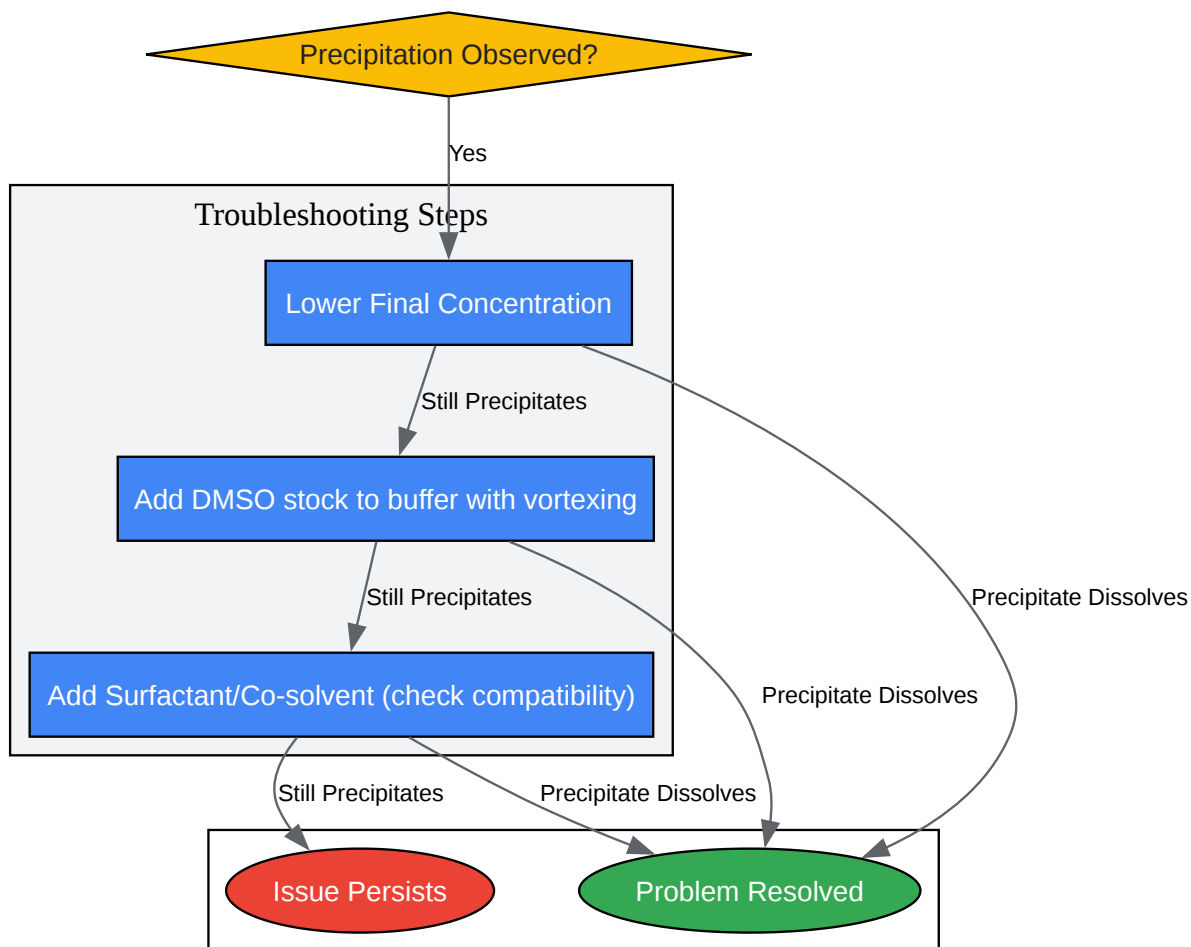 Precipitation Observed?
Yes
Troubleshooting Steps
Lower Final Concentration
Still Precipitates
Add DMSO stock to buffer with vortexing
Still Precipitates
Precipitate Dissolves
Add Surfactant/Co-solvent (check compatibility)
Precipitate Dissolves
Still Precipitates
Precipitate Dissolves
Issue Persists
Problem Resolved